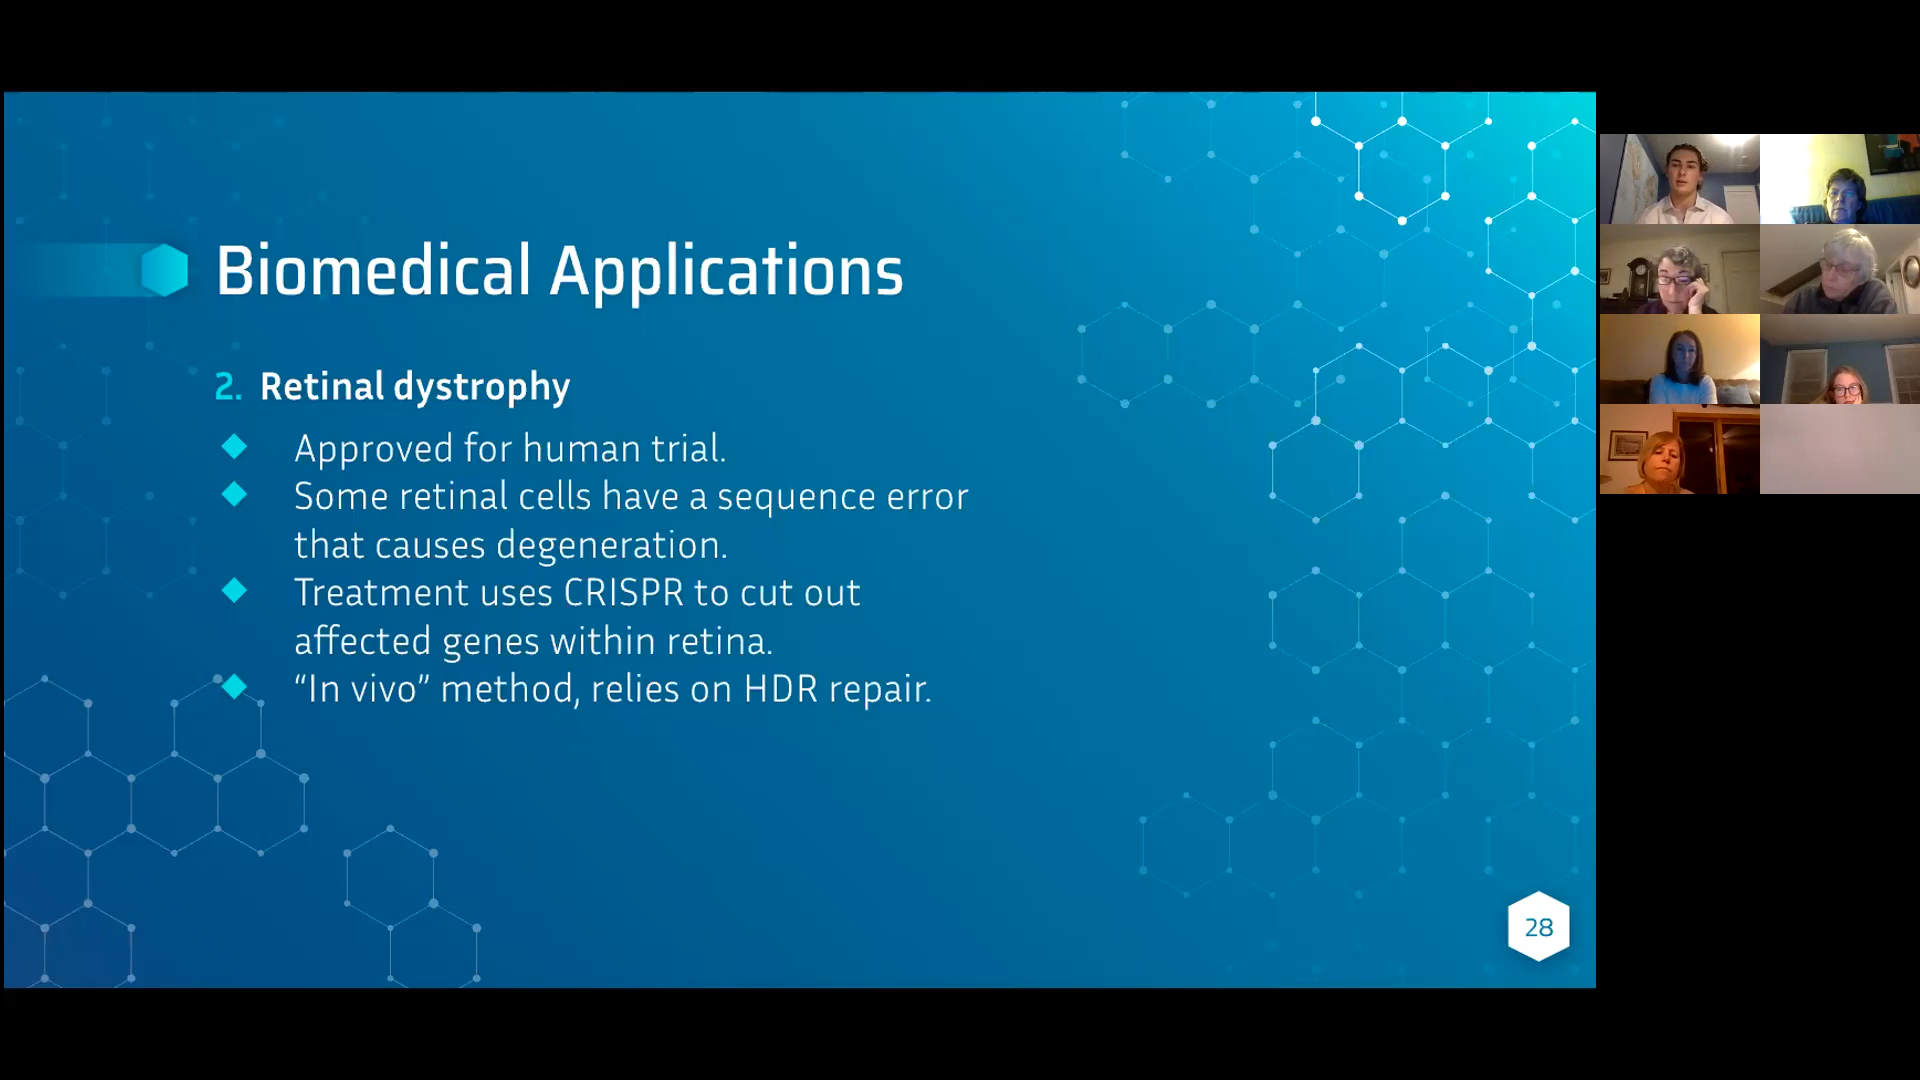 Biomedical Applications
2. Retinal dystrophy
Approved for human trial.
Some retinal cells have a sequence error
that causes degeneration.
Treatment uses CRISPR to cut out
affected genes within retina.
“In vivo” method, relies on HDR repair.
28